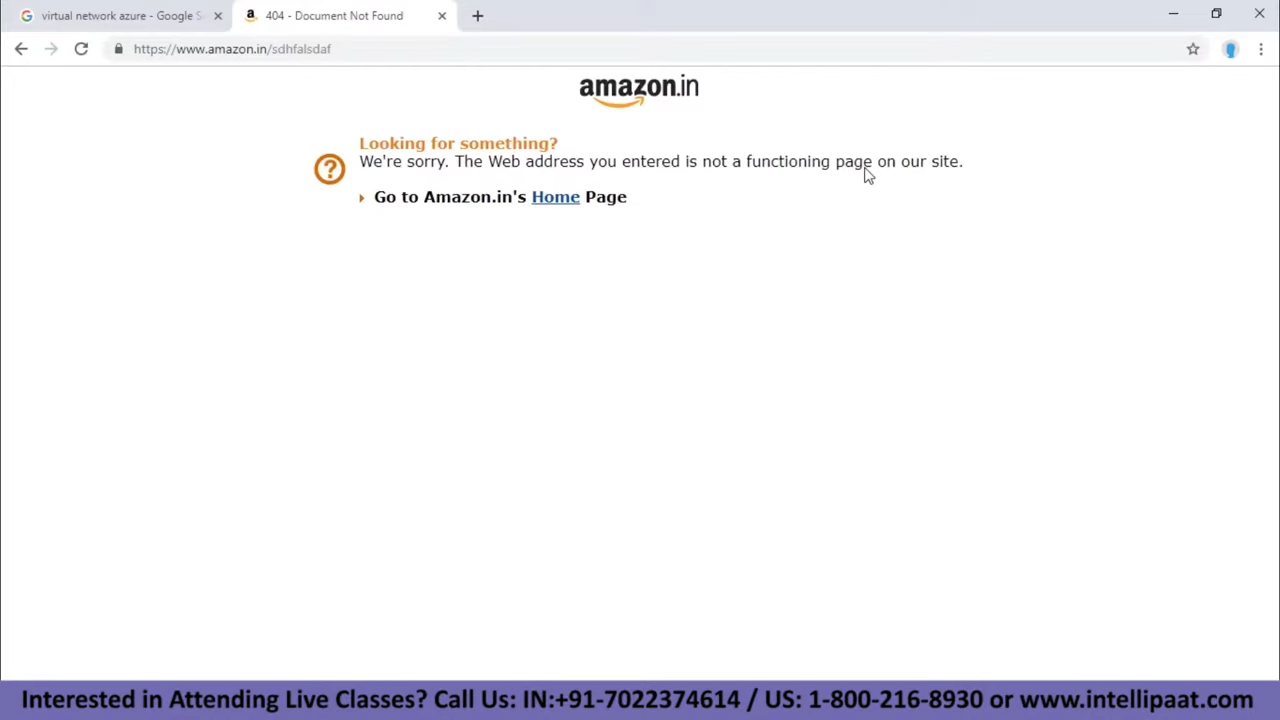 virtual network azure - Google S
404 - Document Not Found
https://www.amazon.in/sdhfalsdaf
amazon.in
Looking for something?
We're sorry. The Web address you entered is not a functioning page on our site.
Go to Amazon.in's Home Page
Interested in Attending Live Classes? Call Us: IN:+91-7022374614 / US: 1-800-216-8930 or www.intellipaat.com